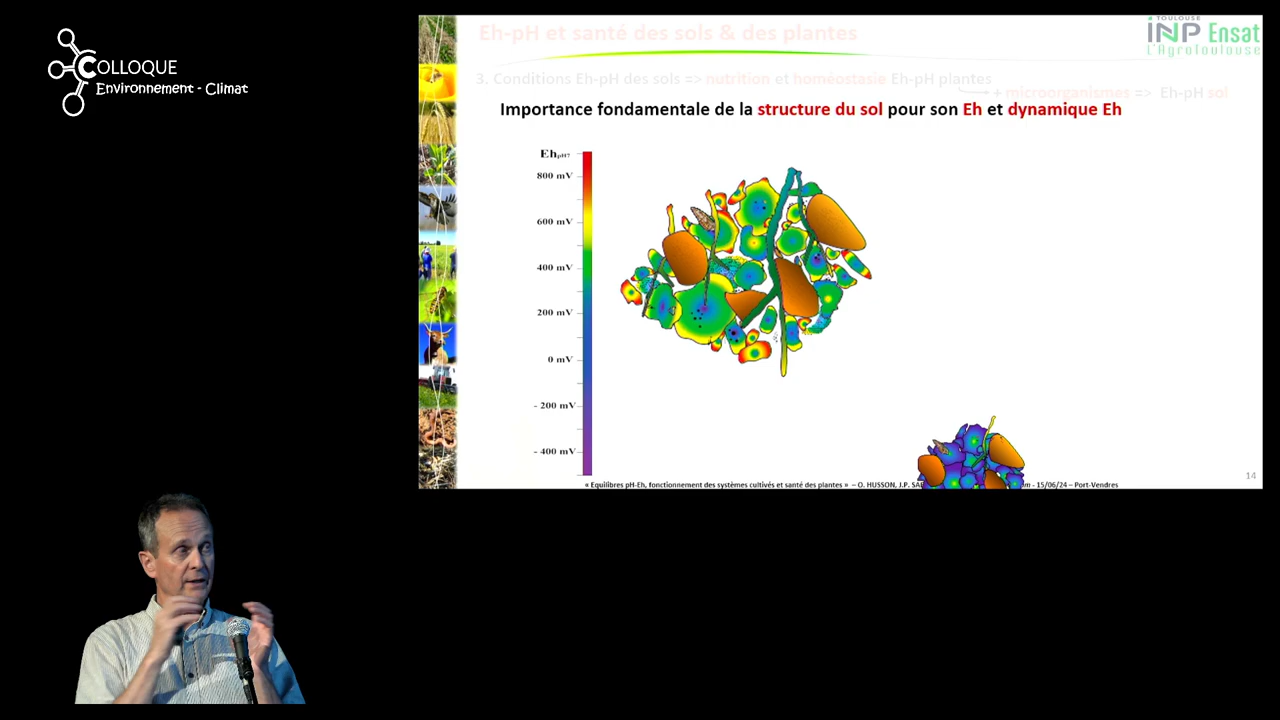 COLLOQUE
Environnement - Climat
Eh-pH et santé des sols & des plantes
TOULOUSE
INP Ensat
L'AgroToulouse
3. Conditions Eh-pH des sols => nutrition et homéostasie Eh-pH plantes
+ microorganismes => Eh-pH sol
Importance fondamentale de la structure du sol pour son Eh et dynamique Eh
Eh pH7
800 mV
600 mV
400 mV
200 mV
0 mV
- 200 mV
- 400 mV
14
« Equilibres pH-Eh, fonctionnement des systèmes cultivés et santé des plantes » – O. HUSSON, J.P. - 15/06/24 – Port-Vendres